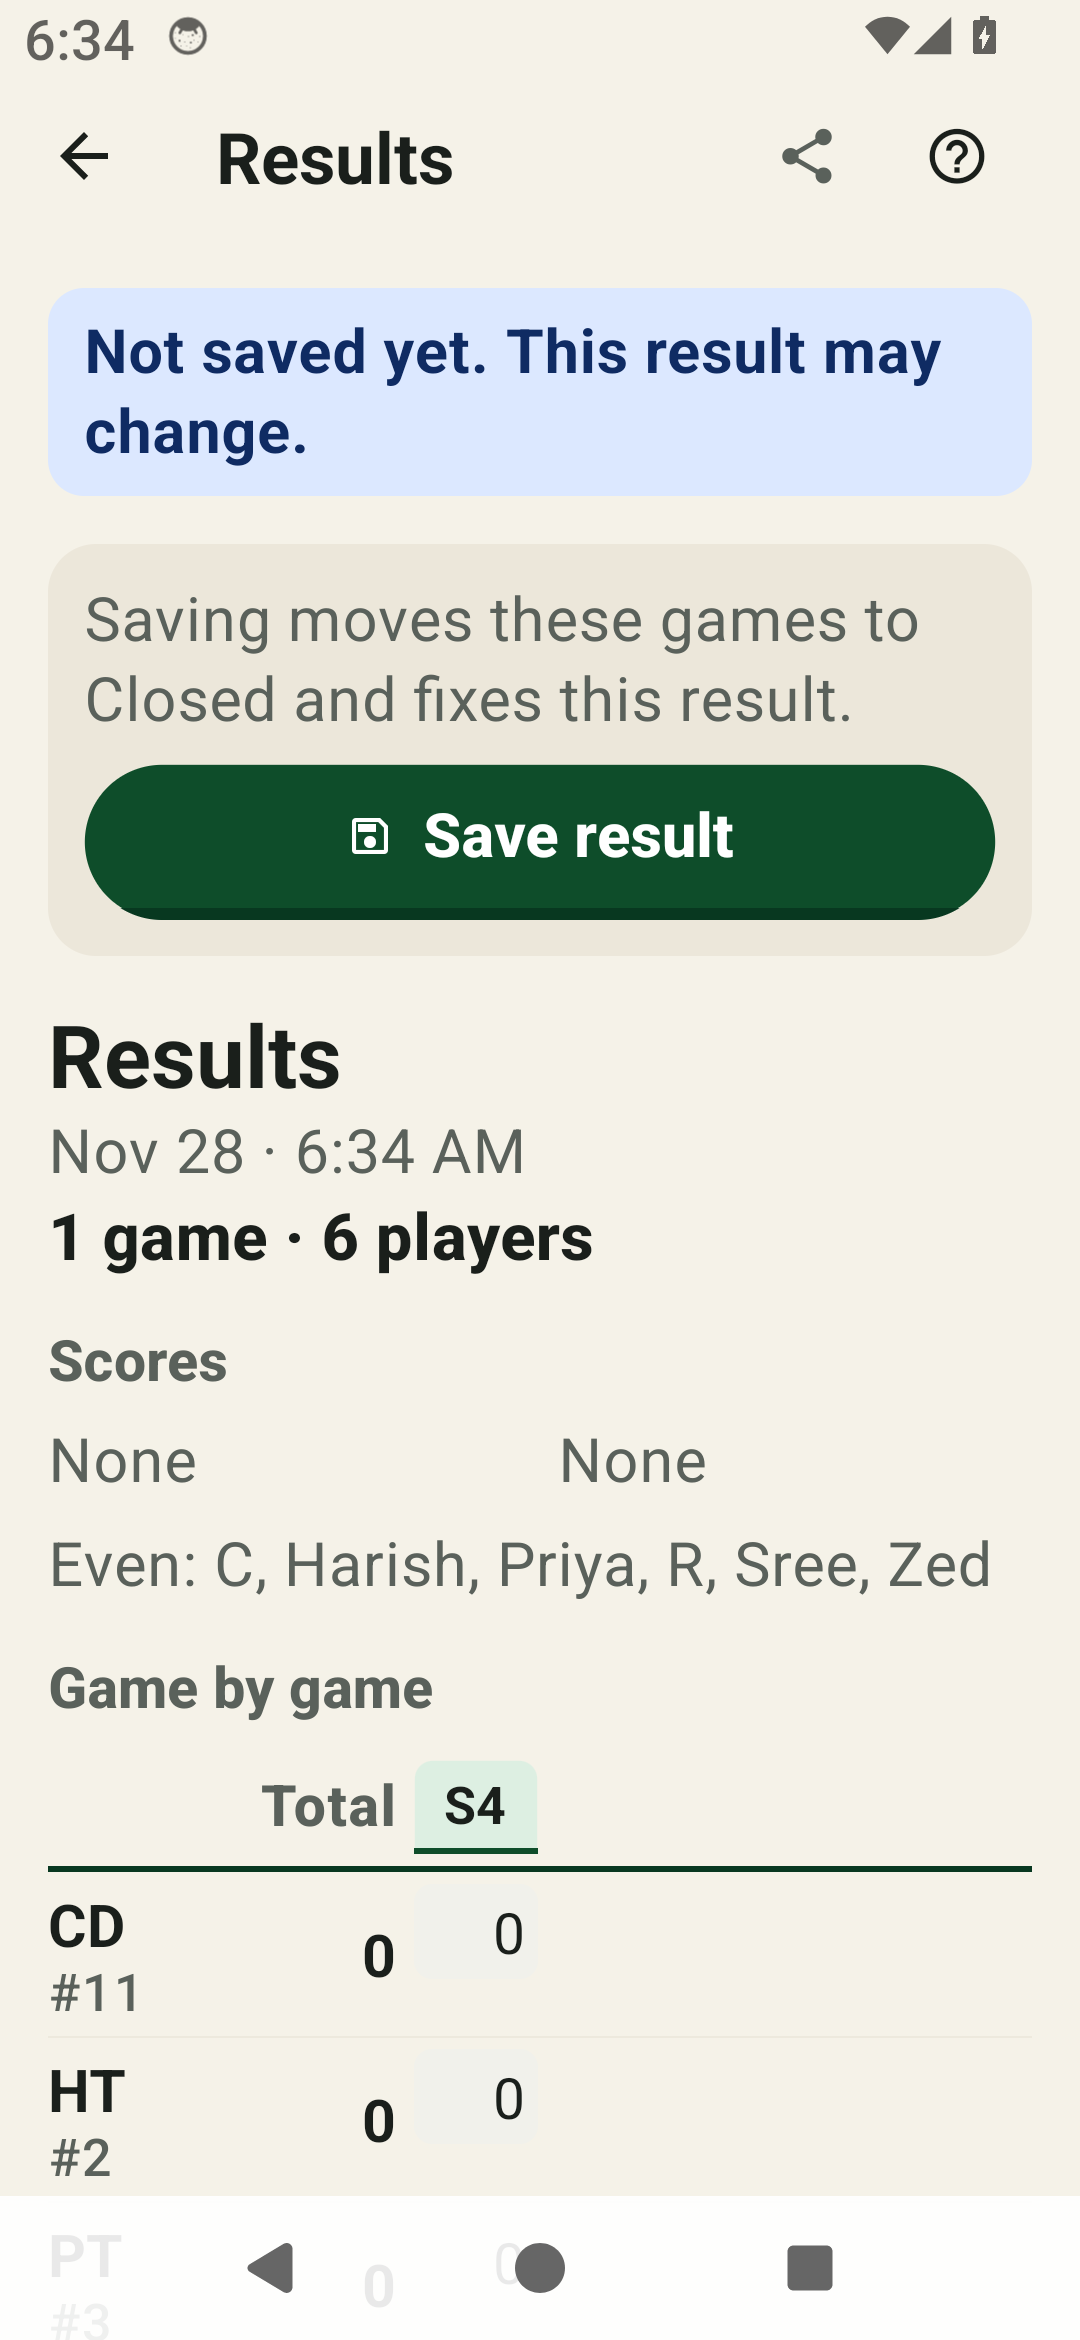 6:34
Results
Not saved yet. This result may
change.
Saving moves these games to
Closed and fixes this result.
Save result
Results
Nov 28 · 6:34 AM
1 game · 6 players
Scores
None None
Even: C, Harish, Priya, R, Sree, Zed
Game by game
Total S4
CD 0 0
#11
HT 0 0
#2
PT 0 0
#3